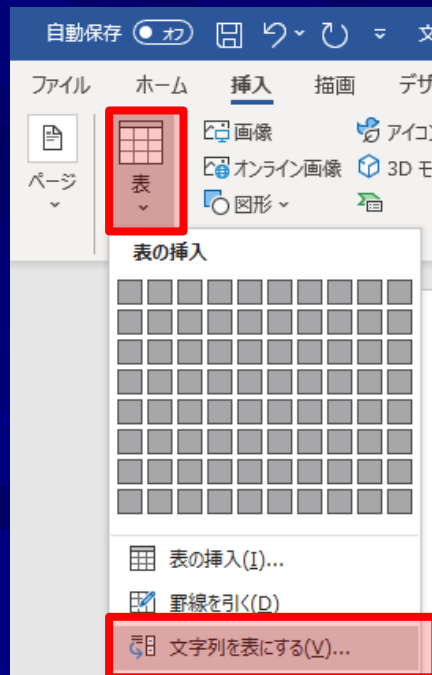 自動保存 オフ 文
ファイル ホーム 挿入 描画 デザ
ページ
表
画像
オンライン画像
図形
アイコン
3D モ
表の挿入
表の挿入(I)...
罫線を引く(D)
文字列を表にする(V)...